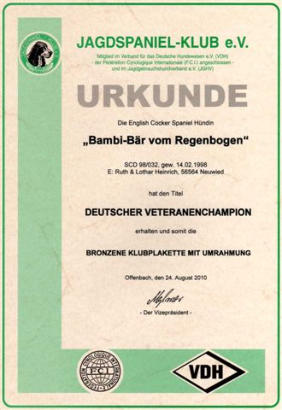 JAGDSPANIEL-KLUB e.V.
Mitglied im Verband für das Deutsche Hundewesen e.V. (VDH)
- der Fédération Cynologique Internationale (F.C.I.) angeschlossen -
und im Jagdgebrauchshundverband e.V. (JGHV)
URKUNDE
Die English Cocker Spaniel Hündin
„Bambi-Bär vom Regenbogen"
SCD 98/032, gew. 14.02.1998
E: Ruth & Lothar Heinrich, 56564 Neuwied
hat den Titel
DEUTSCHER VETERANENCHAMPION
erhalten und somit die
BRONZENE KLUBPLAKETTE MIT UMRAHMUNG
Offenbach, den 24. August 2010
- Der Vizepräsident -
F C I
VDH